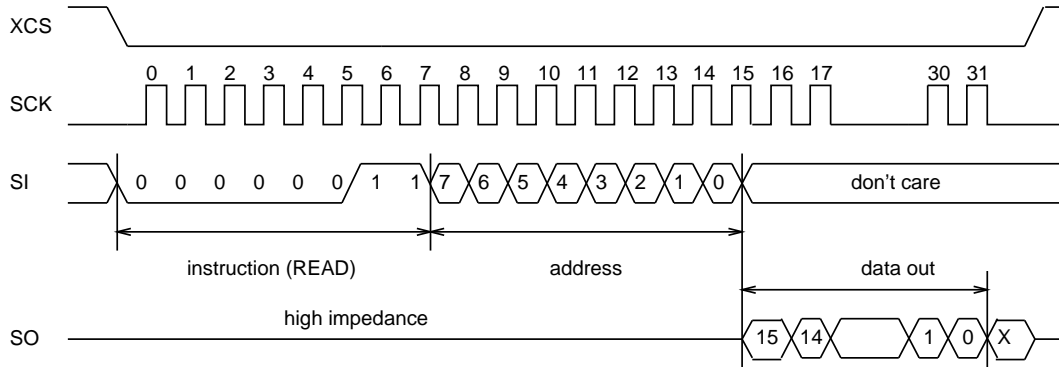 XCS
0 1 2 3 4 5 6 7 8 9 10 11 12 13 14 15 16 17 30 31
SCK
SI 0 0 0 0 0 0 1 1 7 6 5 4 3 2 1 0 don't care
instruction (READ) address data out
high impedance
SO 15 14 1 0 X